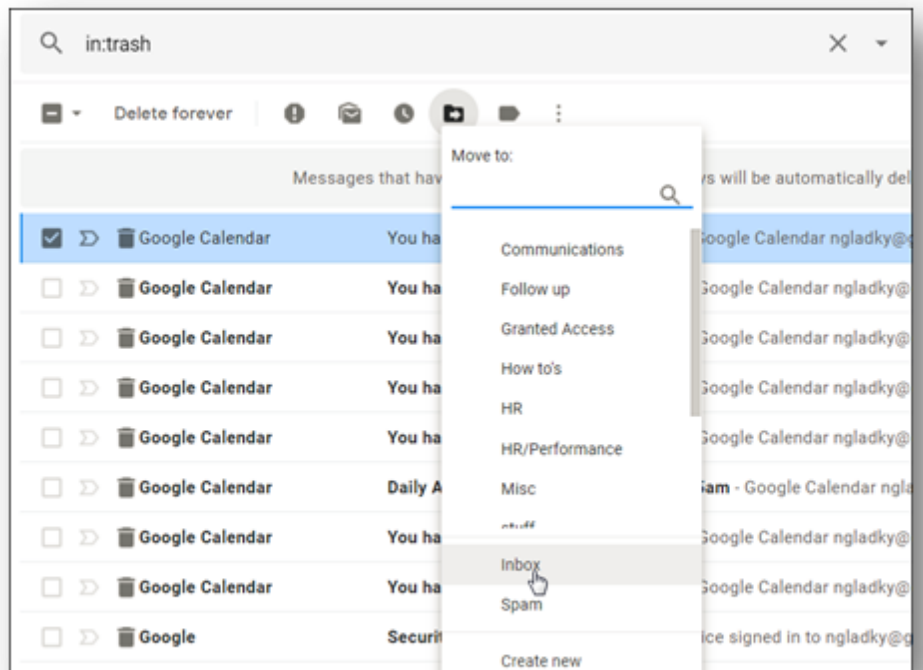 in:trash
Delete forever
Move to:
Messages that hav
ys will be automatically del
Google Calendar You ha Google Calendar ngladky@g
Google Calendar You ha Google Calendar ngladky@
Google Calendar You ha Google Calendar ngladky@
Google Calendar You ha Google Calendar ngladky@
Google Calendar You ha Google Calendar ngladky@
Google Calendar Daily A 5am - Google Calendar ngla
Google Calendar You ha Google Calendar ngladky@
Google Calendar You ha Google Calendar ngladky@
Google Securit ice signed in to ngladky@g
Communications
Follow up
Granted Access
How to's
HR
HR/Performance
Misc
stuff
Inbox
Spam
Create new